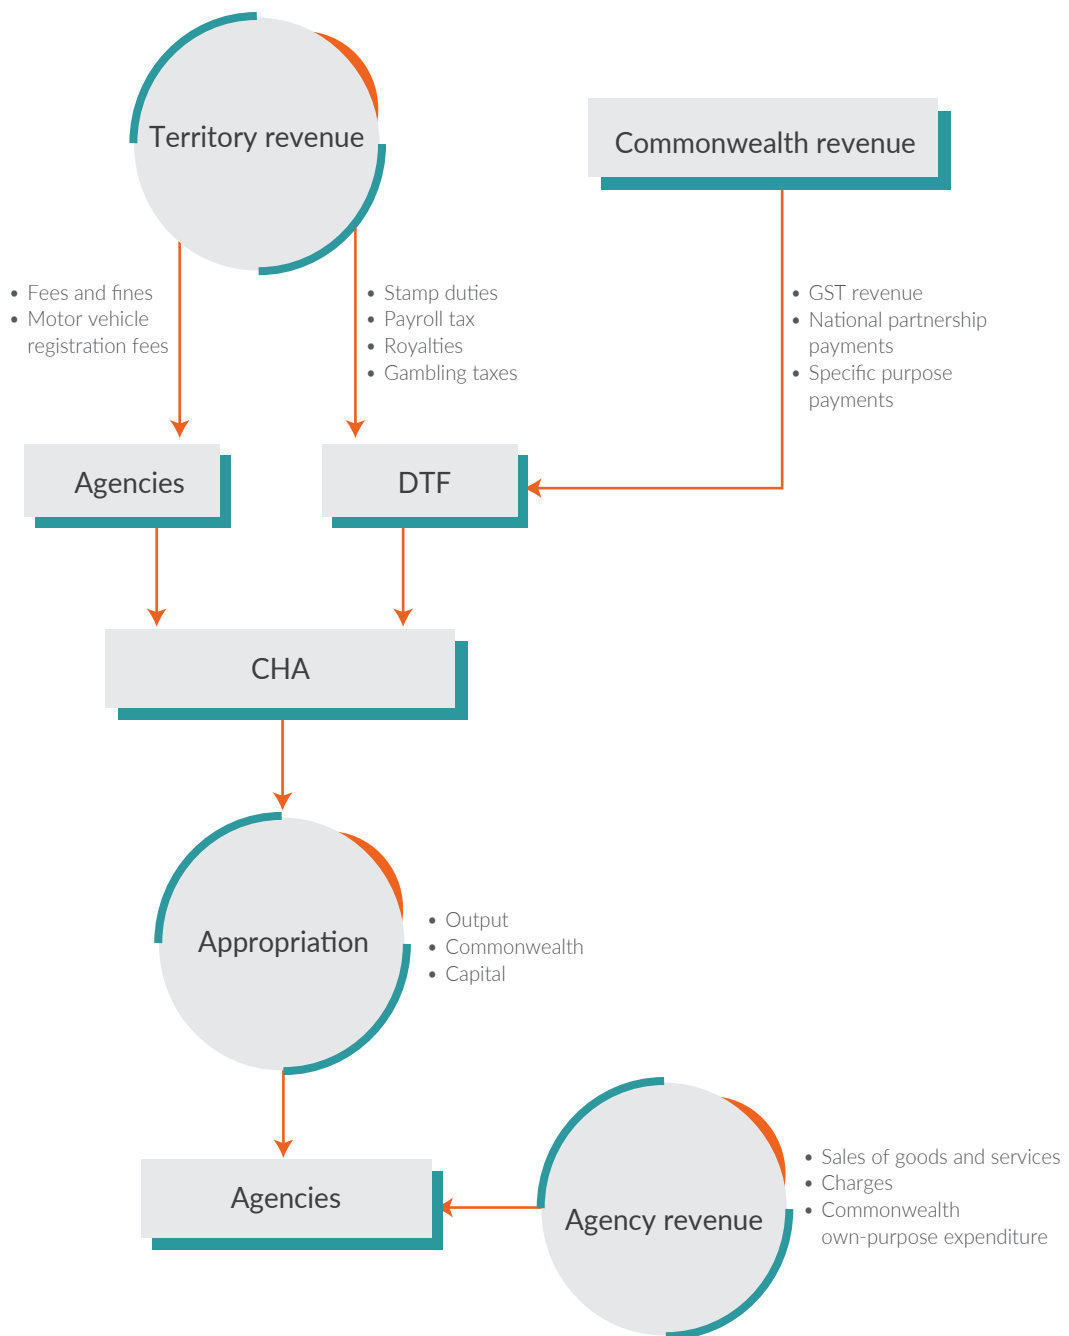 Territory revenue
Commonwealth revenue
• Fees and fines
• Motor vehicle
registration fees
• Stamp duties
• Payroll tax
• Royalties
• Gambling taxes
• GST revenue
• National partnership
payments
• Specific purpose
payments
Agencies
DTF
CHA
Appropriation
• Output
• Commonwealth
• Capital
Agencies
Agency revenue
• Sales of goods and services
• Charges
• Commonwealth
own-purpose expenditure